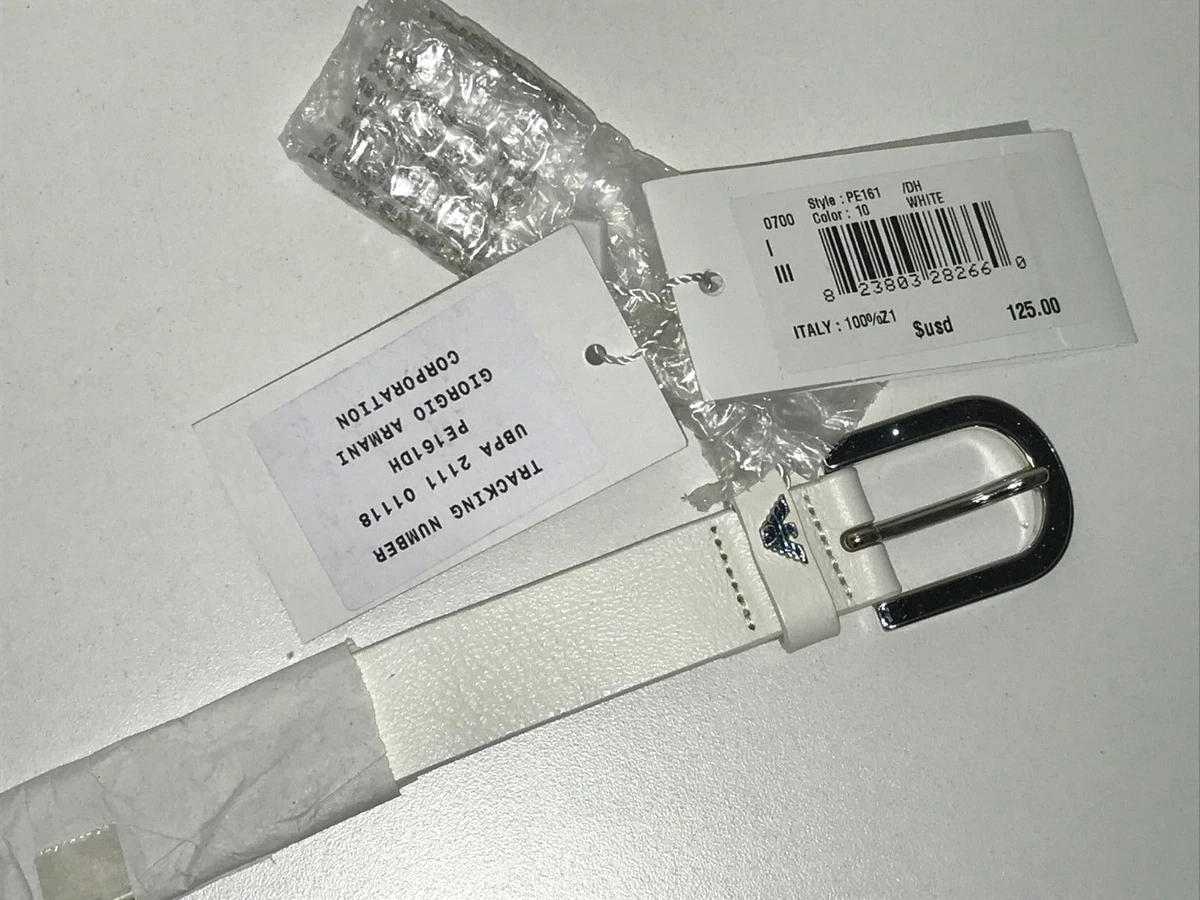 Style : PE161 /DH
0700 Color : 10 WHITE
I
III
8 23803 28266 0
ITALY : 100%Z1
$usd 125.00
TRACKING NUMBER
UBPA 2111 01118
PE161DH
GIORGIO ARMANI
CORPORATION